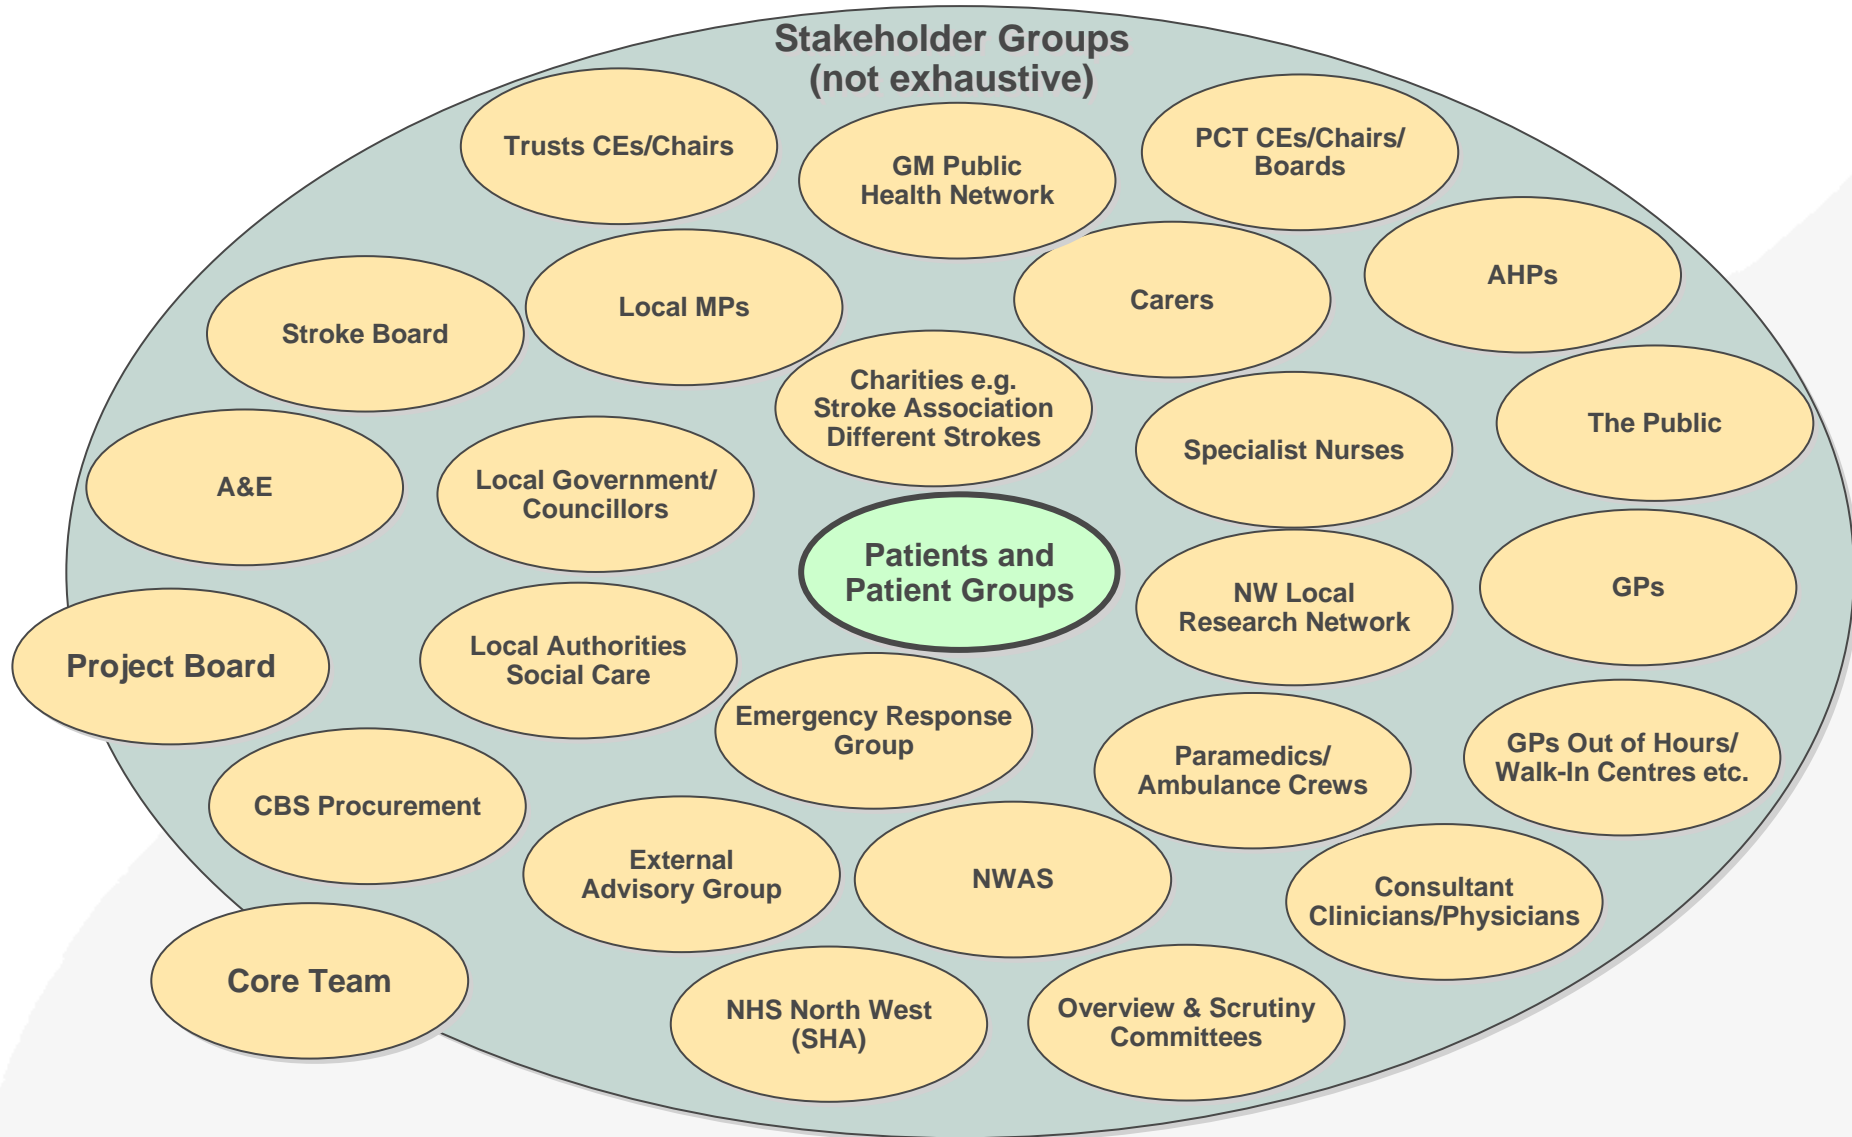 Stakeholder Groups
(not exhaustive)
Trusts CEs/Chairs
GM Public
Health Network
PCT CEs/Chairs/
Boards
AHPs
Carers
Local MPs
Stroke Board
Charities e.g.
Stroke Association
Different Strokes
The Public
Specialist Nurses
A&E
Local Government/
Councillors
Patients and
Patient Groups
NW Local
Research Network
GPs
Project Board
Local Authorities
Social Care
Emergency Response
Group
Paramedics/
Ambulance Crews
GPs Out of Hours/
Walk-In Centres etc.
CBS Procurement
External
Advisory Group
NWAS
Consultant
Clinicians/Physicians
Core Team
NHS North West
(SHA)
Overview & Scrutiny
Committees